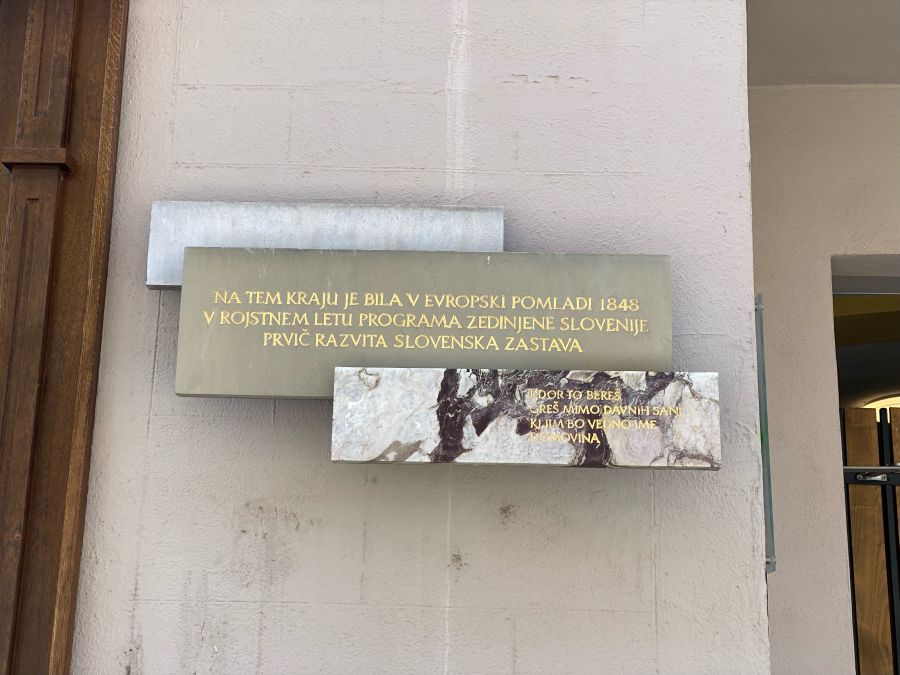 NA TEM KRAJU JE BILA V EVROPSKI POMLADI 1848
V ROJSTNEM LETU PROGRAMA ZEDINJENE SLOVENIJE
PRVIČ RAZVITA SLOVENSKA ZASTAVA
KDOR TO BEREŠ
GREŠ MIMO DAVNIH SANJ
KI JIM BO VEDNO IME
DOMOVINA